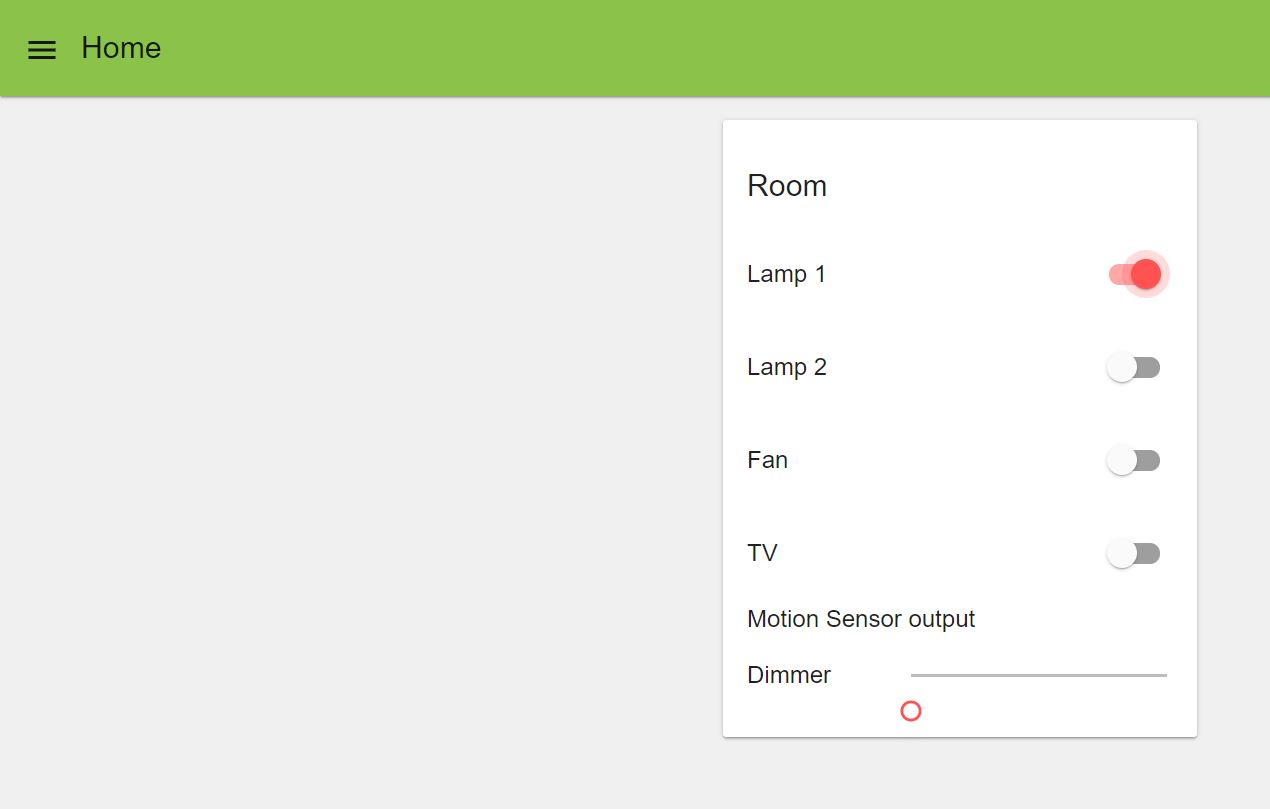 Home
Room
Lamp 1
Lamp 2
Fan
TV
Motion Sensor output
Dimmer